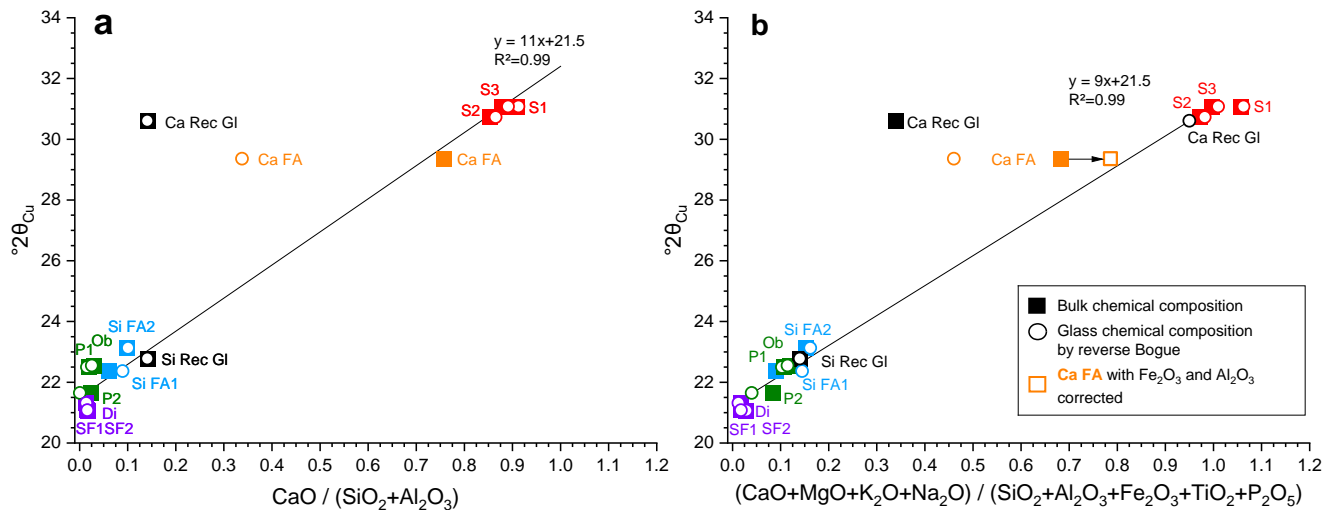 a
y = 11x+21.5
R²=0.99
S3
S2
S1
Ca Rec Gl
Ca FA
Ca FA
Si FA2
Ob
P1
Si Rec Gl
Si FA1
P2
Di
SF1 SF2
34
32
30
28
26
24
22
20
°2θCu
0.0 0.1 0.2 0.3 0.4 0.5 0.6 0.7 0.8 0.9 1.0 1.1 1.2
CaO / (SiO₂+Al₂O₃)
b
y = 9x+21.5
R²=0.99
S3
S2
S1
Ca Rec Gl
Ca Rec Gl
Ca FA
Si FA2
Ob
P1
Si Rec Gl
Si FA1
P2
Di
SF1 SF2
Bulk chemical composition
Glass chemical composition
by reverse Bogue
Ca FA with Fe₂O₃ and Al₂O₃
corrected
34
32
30
28
26
24
22
20
°2θCu
0.0 0.1 0.2 0.3 0.4 0.5 0.6 0.7 0.8 0.9 1.0 1.1 1.2
(CaO+MgO+K₂O+Na₂O) / (SiO₂+Al₂O₃+Fe₂O₃+TiO₂+P₂O₅)